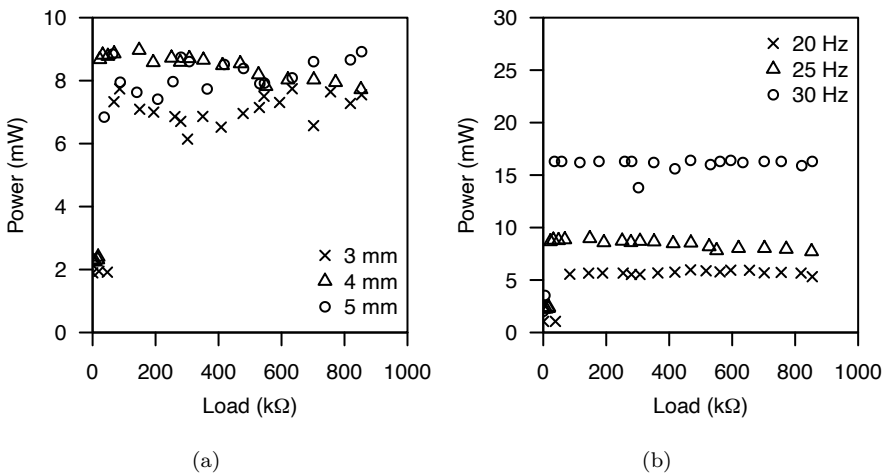 10
8
6
4
2
0
Power (mW)
0 200 400 600 800 1000
Load (kΩ)
3 mm
4 mm
5 mm
(a)
30
25
20
15
10
5
0
Power (mW)
0 200 400 600 800 1000
Load (kΩ)
20 Hz
25 Hz
30 Hz
(b)